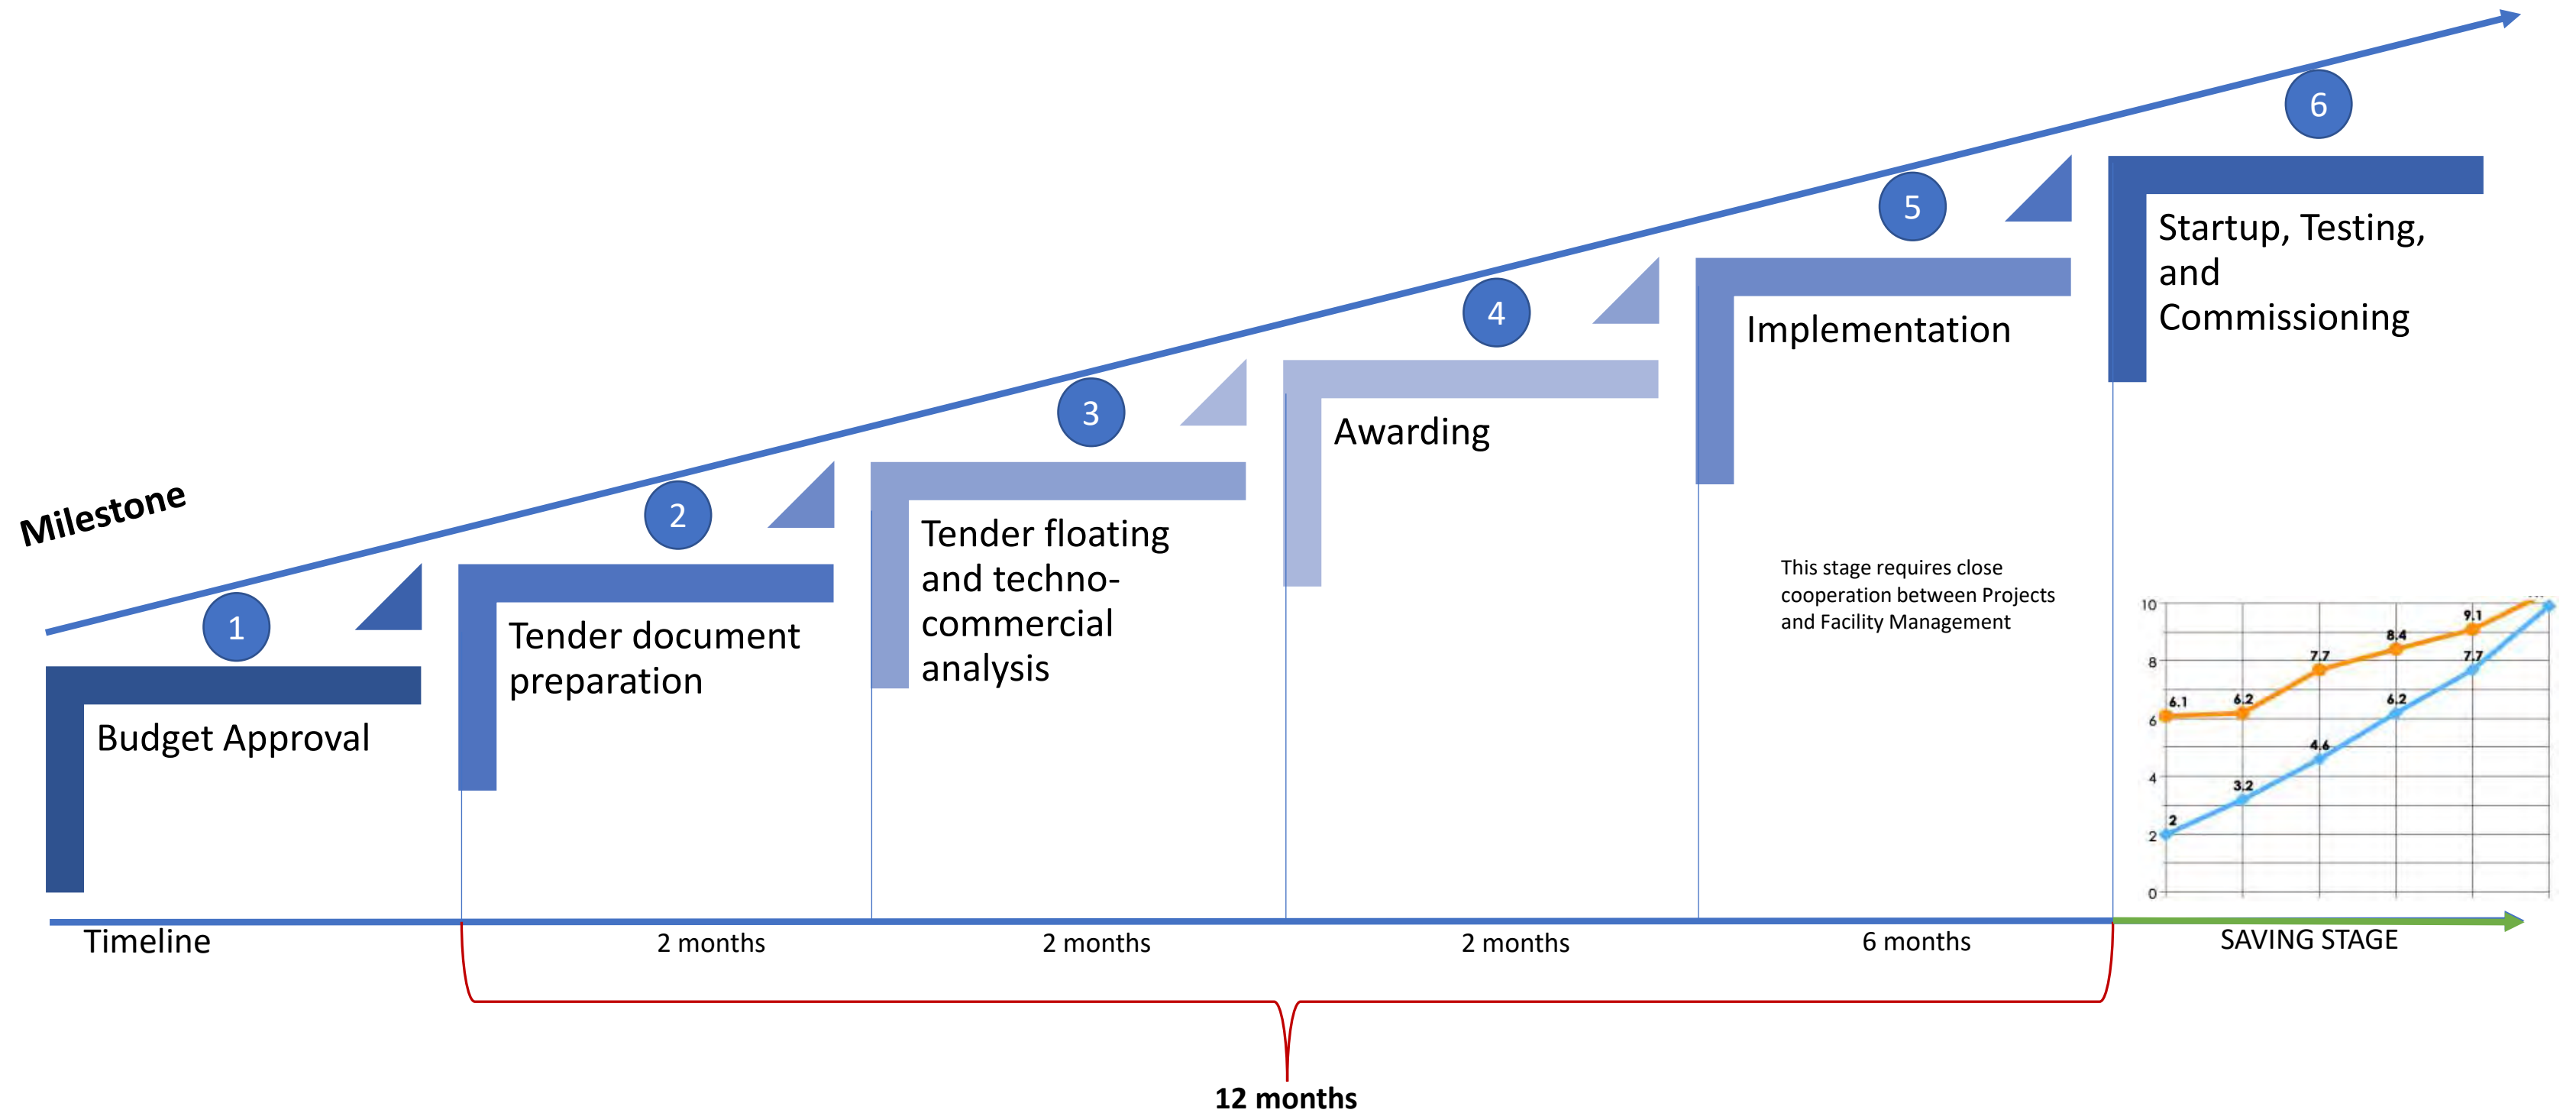 Milestone
1
Budget Approval
2
Tender document
preparation
3
Tender floating
and techno-
commercial
analysis
4
Awarding
5
Implementation
This stage requires close
cooperation between Projects
and Facility Management
6
Startup, Testing,
and
Commissioning
10
8
6
4
2
0
6.1
6.2
7.7
8.4
9.1
2
3.2
4.6
6.2
7.7
Timeline
2 months
2 months
2 months
6 months
SAVING STAGE
12 months